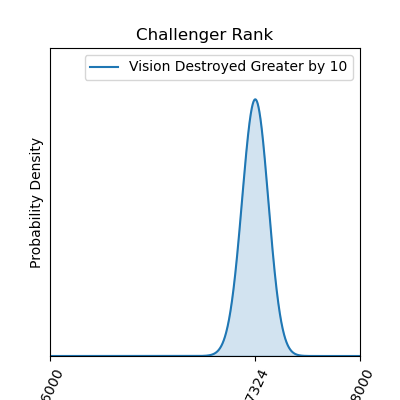 Challenger Rank
Vision Destroyed Greater by 10
Probability Density
6000
7324
8000